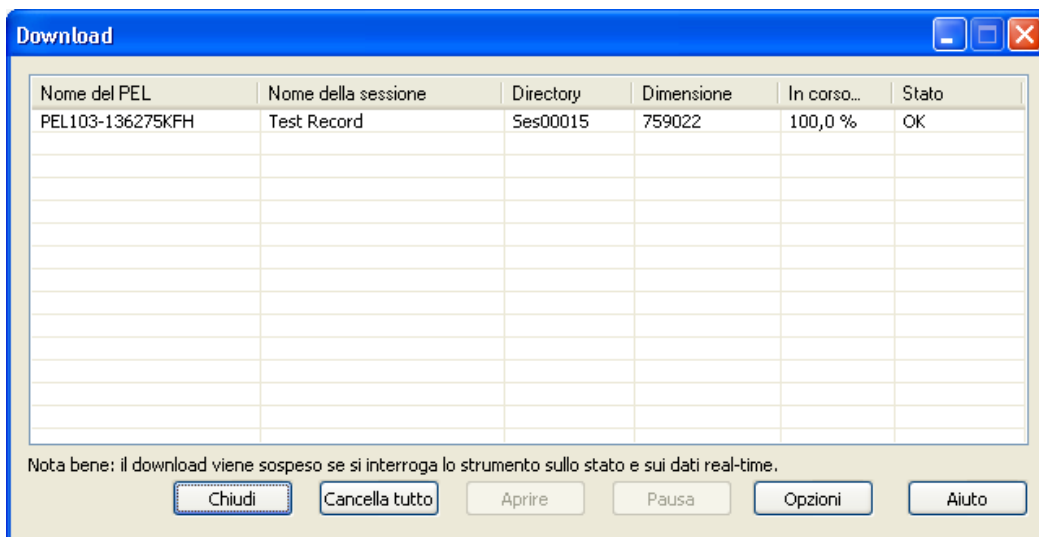 Download
Nome del PEL Nome della sessione Directory Dimensione In corso... Stato
PEL103-136275KFH Test Record Ses00015 759022 100,0 % OK
Nota bene: il download viene sospeso se si interroga lo strumento sullo stato e sui dati real-time.
Chiudi Cancella tutto Aprire Pausa Opzioni Aiuto